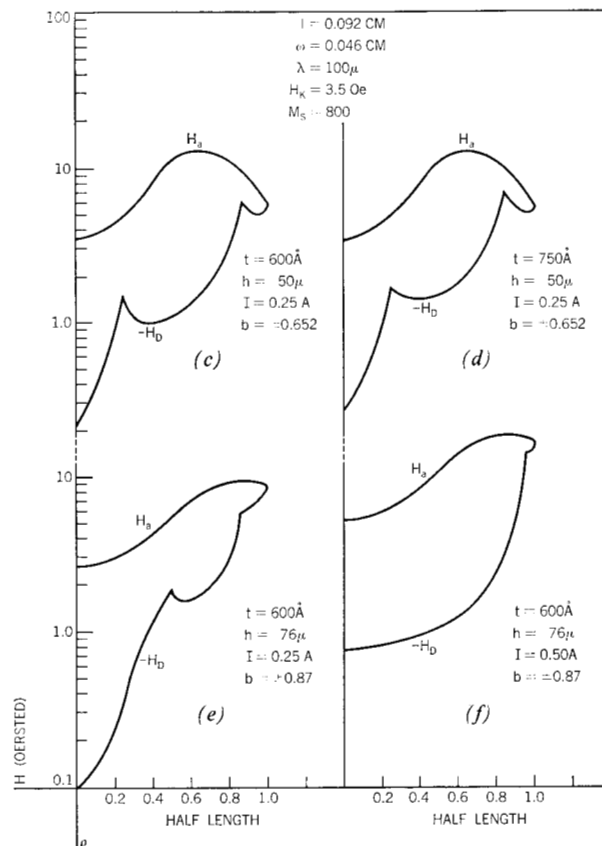 l = 0.092 CM
ω = 0.046 CM
λ = 100μ
H_K = 3.5 Oe
M_S = 800
100
10
1.0
H_a
-H_D
t = 600Å
h = 50μ
I = 0.25 A
b = ±0.652
(c)
H_a
-H_D
t = 750Å
h = 50μ
I = 0.25 A
b = ±0.652
(d)
10
1.0
0.1
H_a
-H_D
t = 600Å
h = 76μ
I = 0.25 A
b = ±0.87
(e)
H_a
-H_D
t = 600Å
h = 76μ
I = 0.50A
b = ±0.87
(f)
H (OERSTED)
0.2 0.4 0.6 0.8 1.0
HALF LENGTH
0.2 0.4 0.6 0.8 1.0
HALF LENGTH